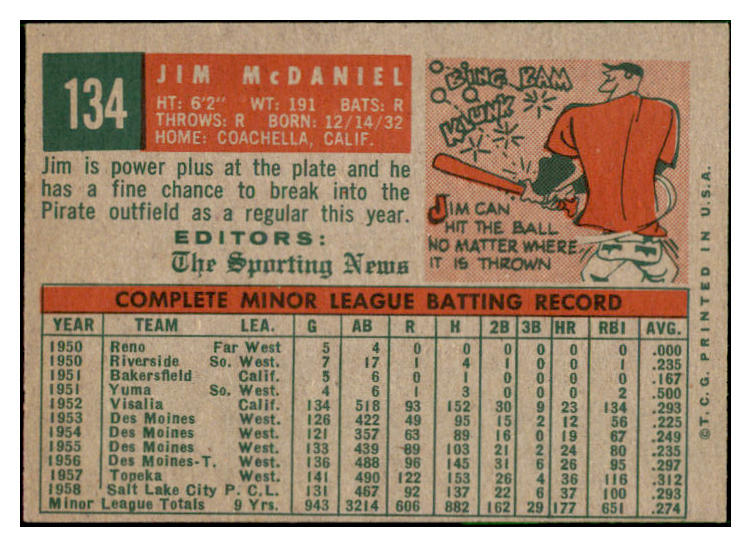 134
JIM McDANIEL
HT: 6'2" WT: 191 BATS: R
THROWS: R BORN: 12/14/32
HOME: COACHELLA, CALIF.
Jim is power plus at the plate and he
has a fine chance to break into the
Pirate outfield as a regular this year.
EDITORS:
The Sporting News
BING BAM
KLUNK
JIM CAN
HIT THE BALL
NO MATTER WHERE
IT IS THROWN
COMPLETE MINOR LEAGUE BATTING RECORD
YEAR TEAM LEA. G AB R H 2B 3B HR RBI AVG.
1950 Reno Far West 5 4 0 0 0 0 0 0 .000
1950 Riverside So. West. 7 17 1 4 0 0 0 1 .235
1951 Bakersfield Calif. 5 6 0 1 0 0 0 0 .167
1951 Yuma So. West. 4 6 1 3 0 0 0 2 .500
1952 Visalia Calif. 134 518 93 152 30 9 23 134 .293
1953 Des Moines West. 126 422 49 95 15 2 12 56 .225
1954 Des Moines West. 121 357 63 89 16 0 19 67 .249
1955 Des Moines West. 133 439 89 103 21 2 24 80 .235
1956 Des Moines-T. West. 136 488 96 145 31 6 26 95 .297
1957 Topeka West. 141 490 122 153 26 4 36 116 .312
1958 Salt Lake City P. C.L. 131 467 92 137 22 6 37 100 .293
Minor League Totals 9 Yrs. 943 3214 606 882 162 29 177 651 .274
©T.C.G. PRINTED IN U.S.A.